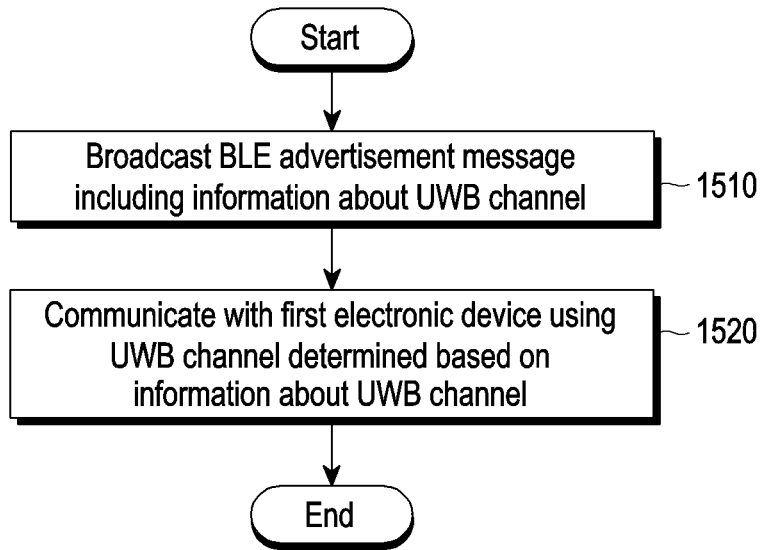 Start
Broadcast BLE advertisement message
including information about UWB channel
1510
Communicate with first electronic device using
UWB channel determined based on
information about UWB channel
1520
End